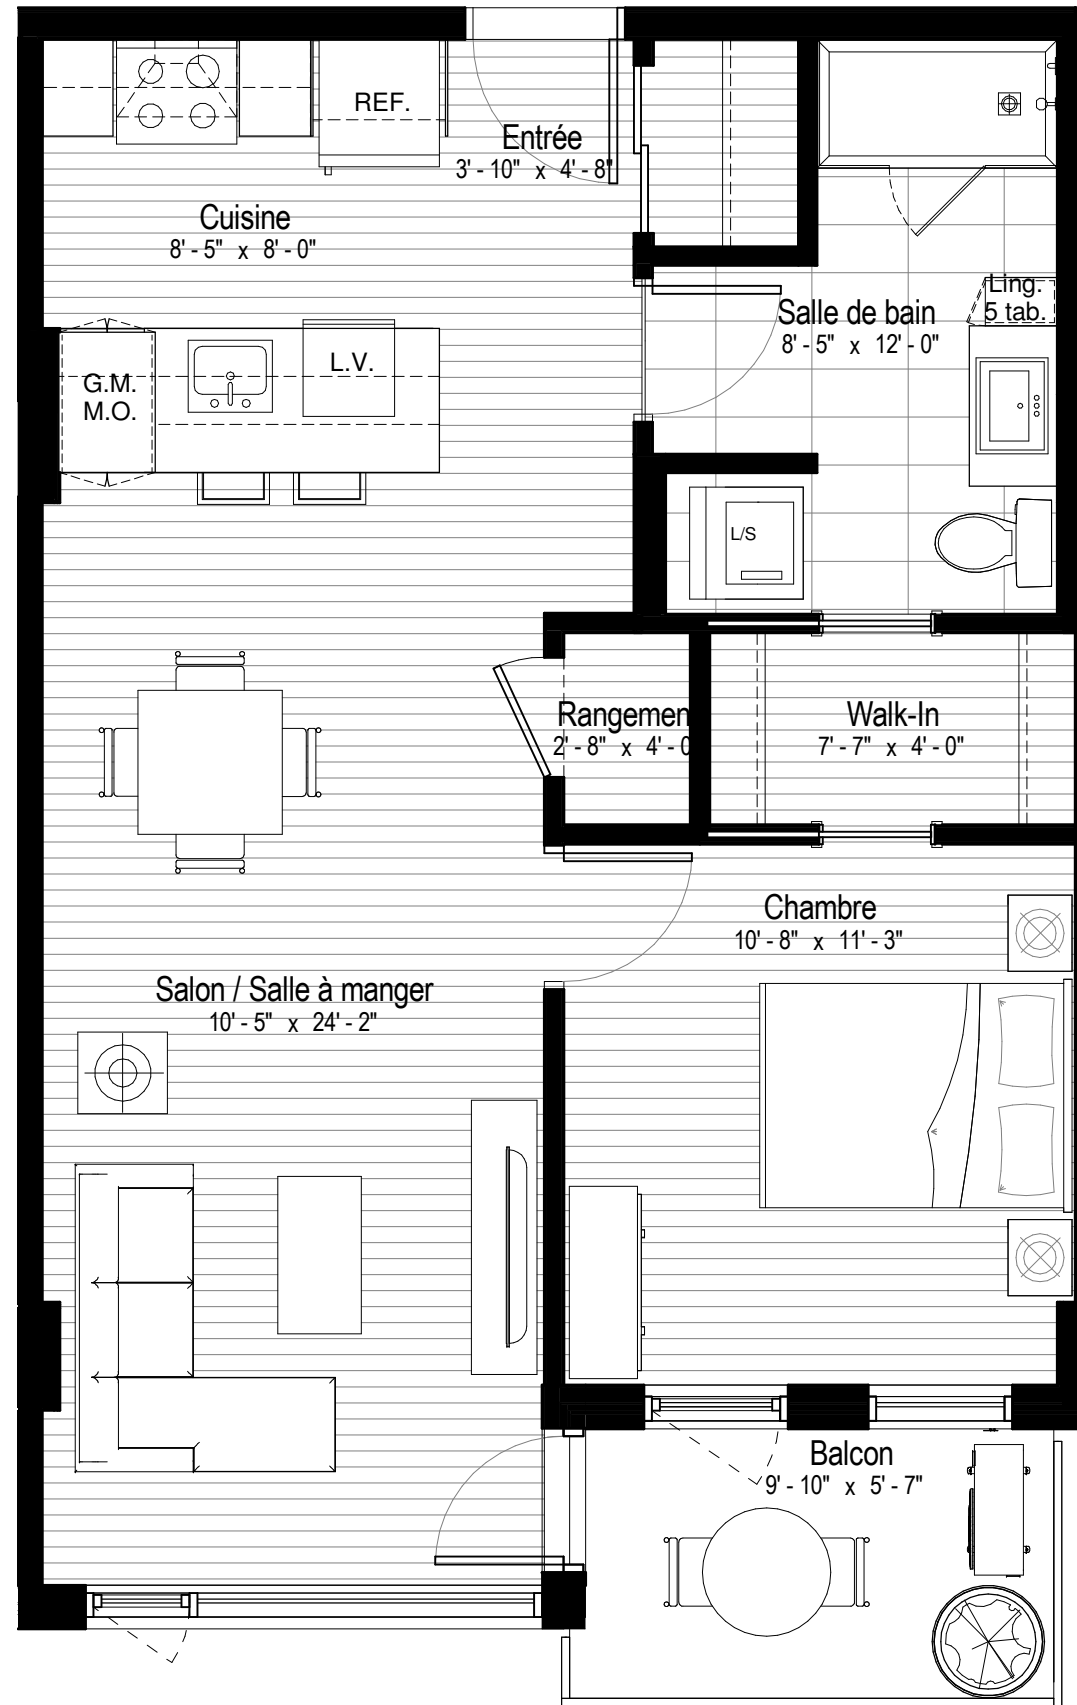 REF.
Entrée
3' - 10" x 4' - 8"
Cuisine
8' - 5" x 8' - 0"
Ling.
5 tab.
Salle de bain
8' - 5" x 12' - 0"
G.M.
M.O.
L.V.
L/S
Rangemen
2' - 8" x 4' - 0
Walk-In
7' - 7" x 4' - 0"
Chambre
10' - 8" x 11' - 3"
Salon / Salle à manger
10' - 5" x 24' - 2"
Balcon
9' - 10" x 5' - 7"